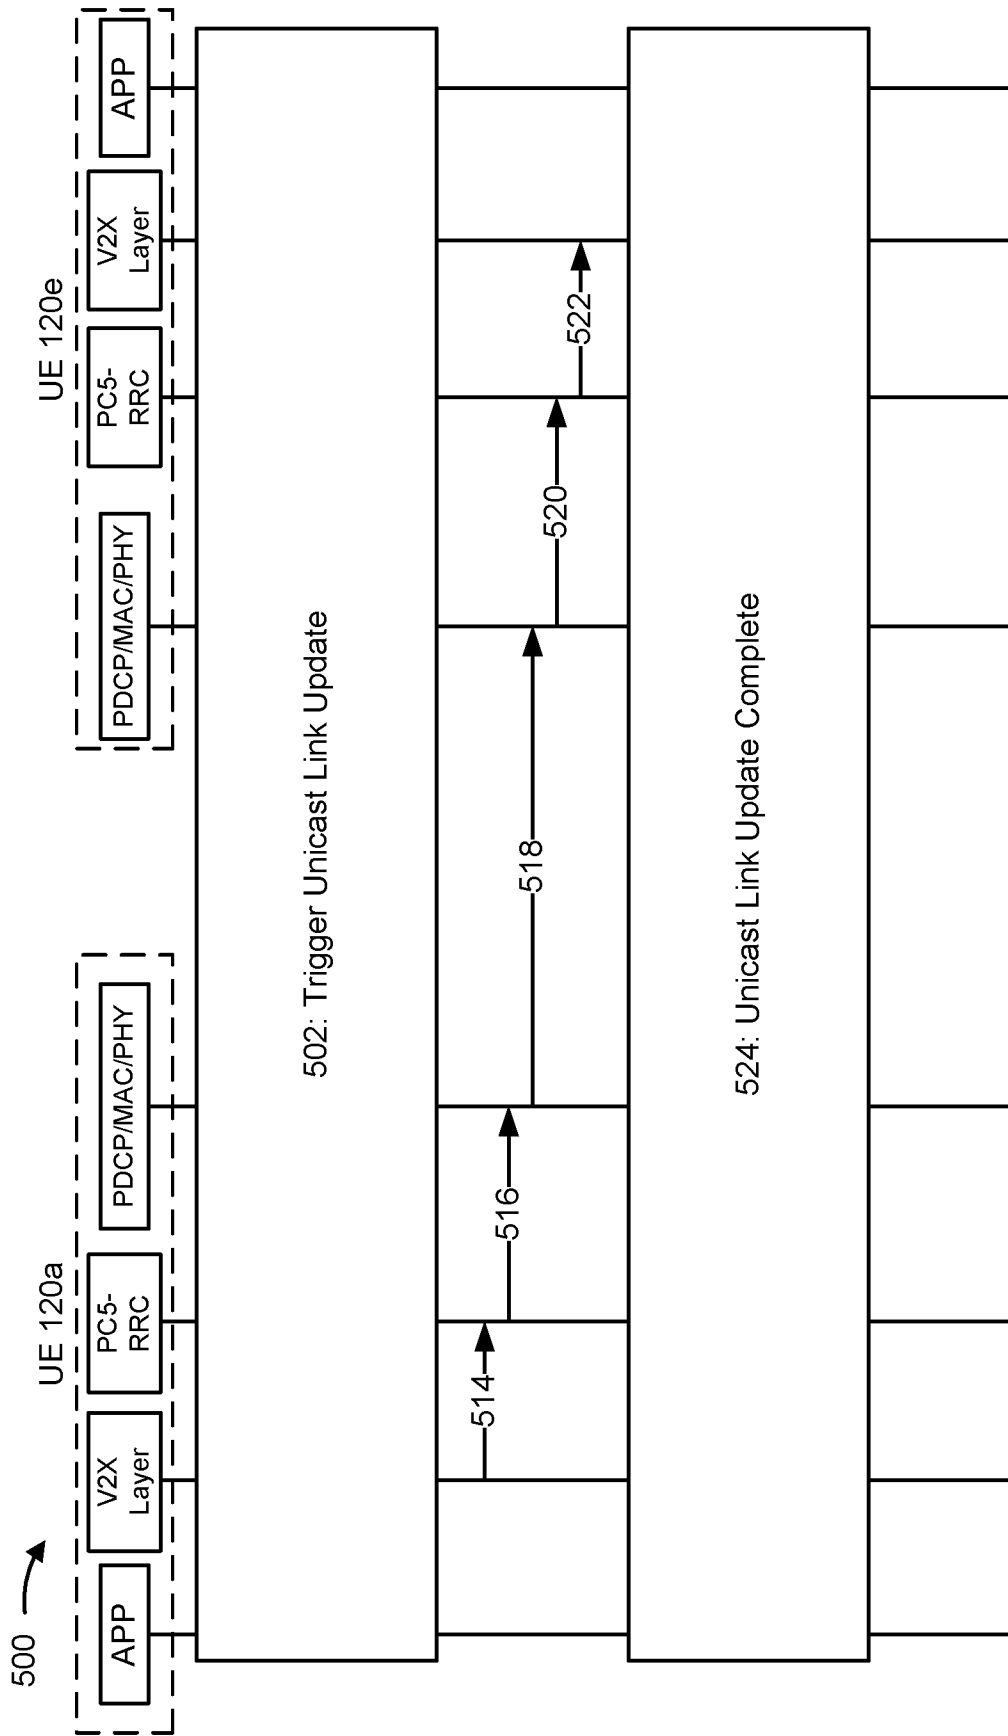 500
UE 120a
UE 120e
APP
V2X
Layer
PC5-
RRC
PDCP/MAC/PHY
PDCP/MAC/PHY
PC5-
RRC
V2X
Layer
APP
502: Trigger Unicast Link Update
514
516
518
520
522
524: Unicast Link Update Complete